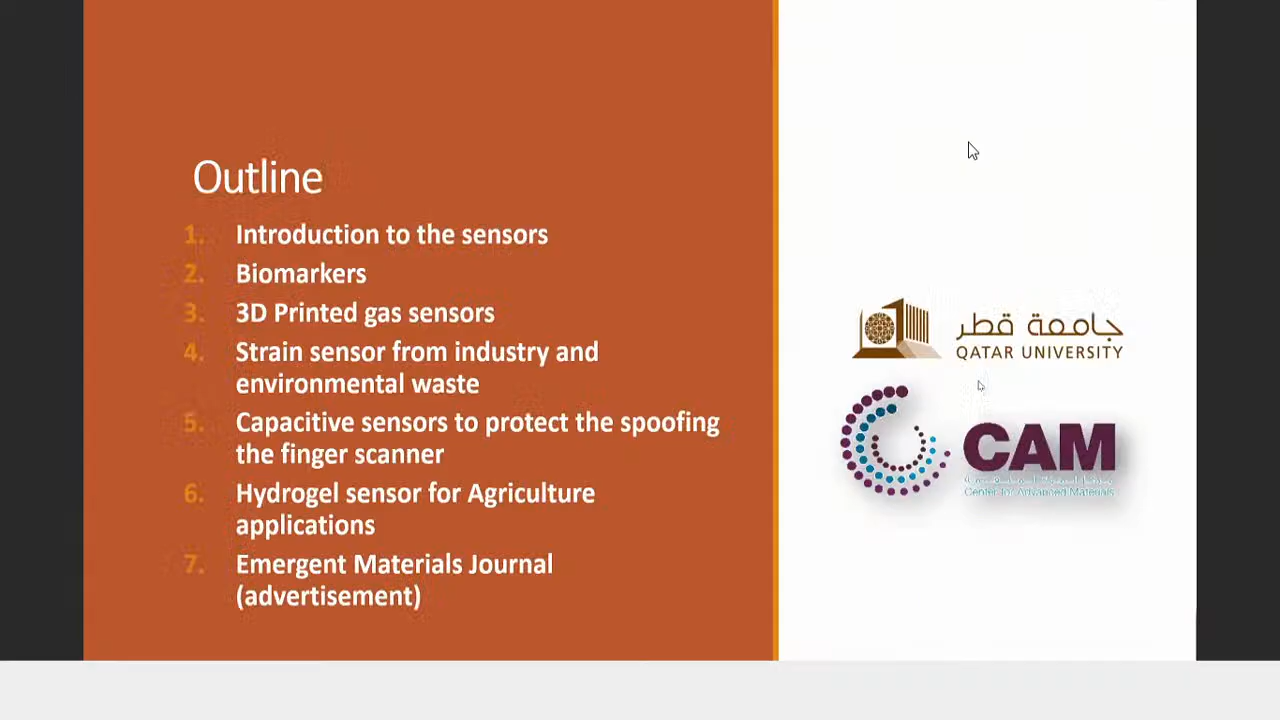 Outline
1. Introduction to the sensors
2. Biomarkers
3. 3D Printed gas sensors
4. Strain sensor from industry and
environmental waste
5. Capacitive sensors to protect the spoofing
the finger scanner
6. Hydrogel sensor for Agriculture
applications
7. Emergent Materials Journal
(advertisement)
جامعة قطر
QATAR UNIVERSITY
CAM
Center for Advanced Materials